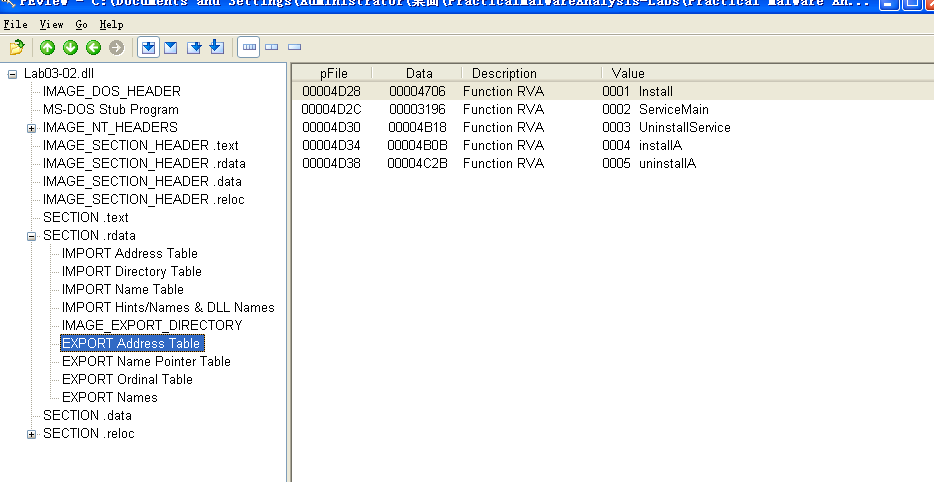 PEview - C:\Documents and Settings\Administrator\桌面\PracticalMalwareAnalysis-Labs\Practical Malware An...
File View Go Help
Lab03-02.dll
IMAGE_DOS_HEADER
MS-DOS Stub Program
IMAGE_NT_HEADERS
IMAGE_SECTION_HEADER .text
IMAGE_SECTION_HEADER .rdata
IMAGE_SECTION_HEADER .data
IMAGE_SECTION_HEADER .reloc
SECTION .text
SECTION .rdata
IMPORT Address Table
IMPORT Directory Table
IMPORT Name Table
IMPORT Hints/Names & DLL Names
IMAGE_EXPORT_DIRECTORY
EXPORT Address Table
EXPORT Name Pointer Table
EXPORT Ordinal Table
EXPORT Names
SECTION .data
SECTION .reloc
pFile Data Description Value
00004D28 00004706 Function RVA 0001 Install
00004D2C 00003196 Function RVA 0002 ServiceMain
00004D30 00004B18 Function RVA 0003 UninstallService
00004D34 00004B0B Function RVA 0004 installA
00004D38 00004C2B Function RVA 0005 uninstallA